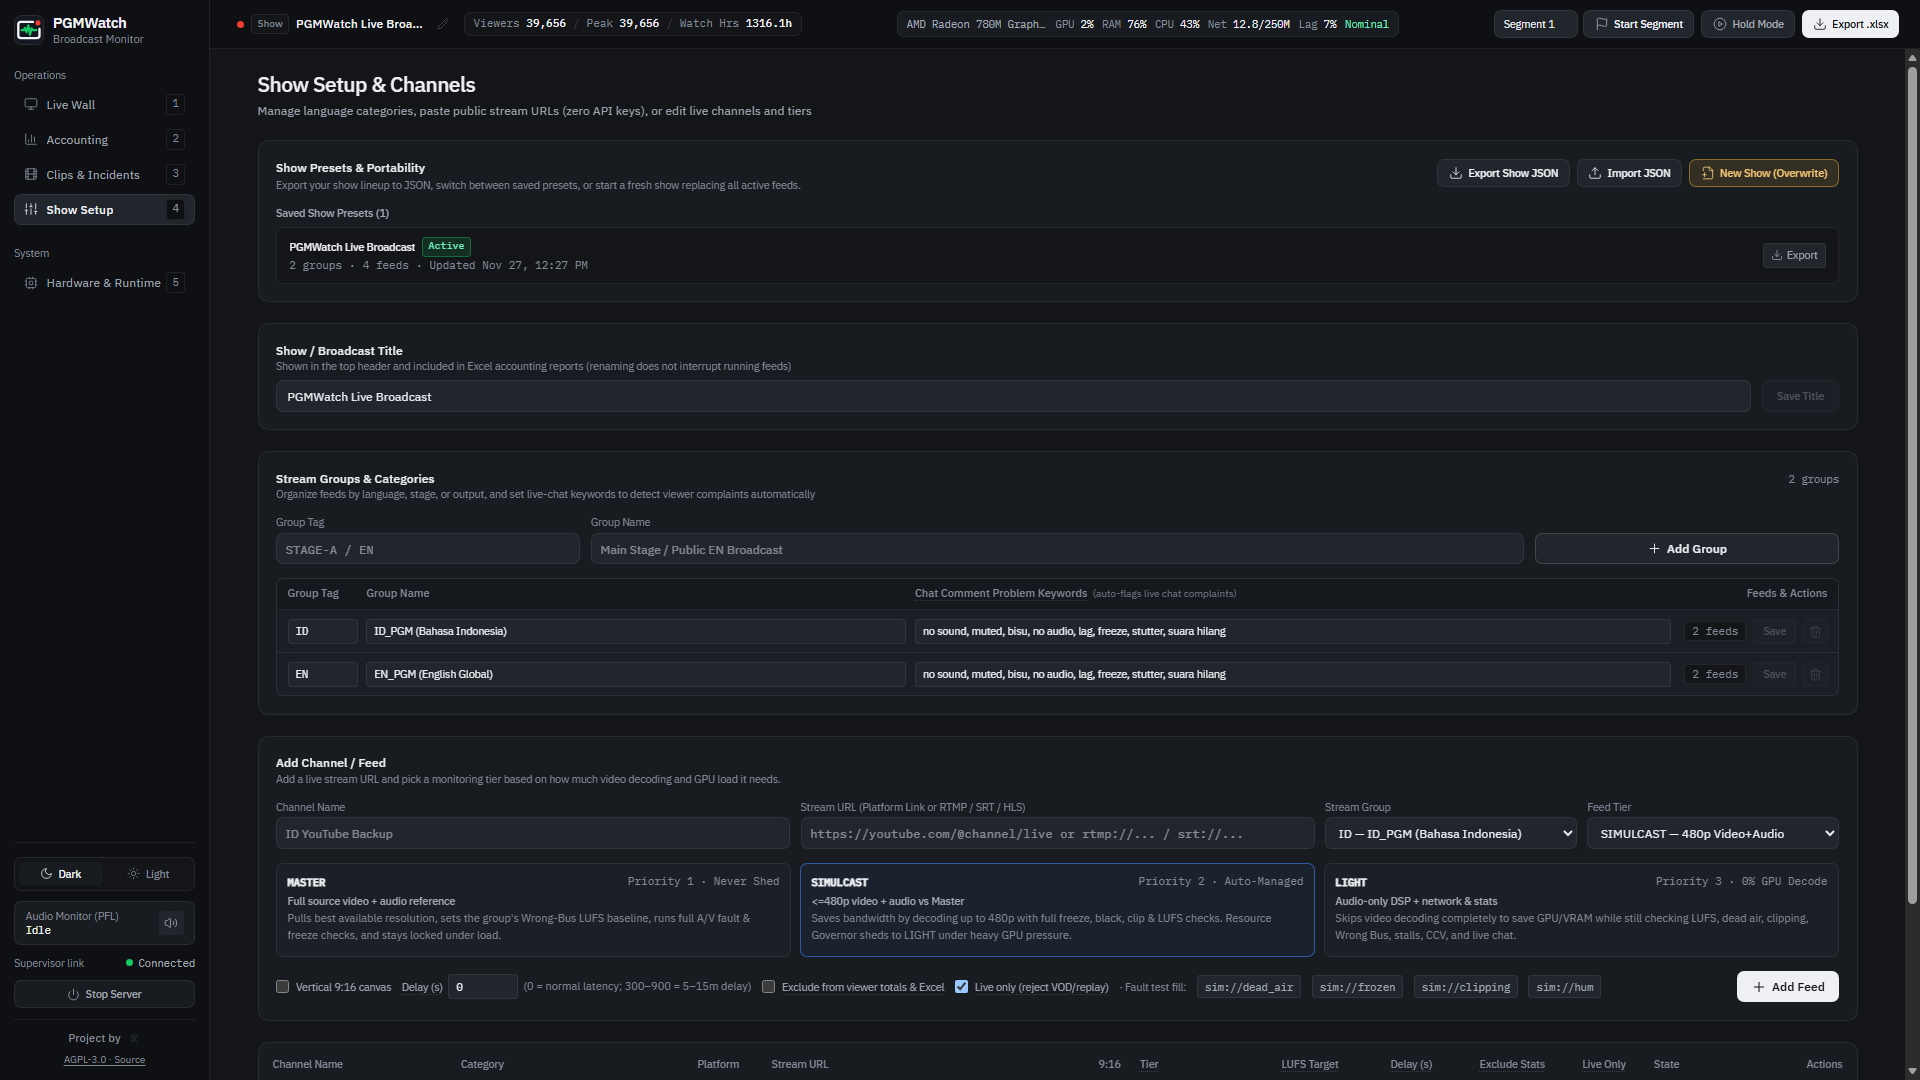 PGMWatch
Broadcast Monitor
Operations
Live Wall 1
Accounting 2
Clips & Incidents 3
Show Setup 4
System
Hardware & Runtime 5
Dark Light
Audio Monitor (PFL)
Idle
Supervisor link Connected
Stop Server
Project by
AGPL-3.0 · Source
Show PGMWatch Live Broa... Viewers 39,656 / Peak 39,656 / Watch Hrs 1316.1h AMD Radeon 780M Graph… GPU 2% RAM 76% CPU 43% Net 12.8/250M Lag 7% Nominal Segment 1 Start Segment Hold Mode Export .xlsx
Show Setup & Channels
Manage language categories, paste public stream URLs (zero API keys), or edit live channels and tiers
Show Presets & Portability
Export your show lineup to JSON, switch between saved presets, or start a fresh show replacing all active feeds.
Export Show JSON Import JSON New Show (Overwrite)
Saved Show Presets (1)
PGMWatch Live Broadcast Active
2 groups · 4 feeds · Updated Nov 27, 12:27 PM
Export
Show / Broadcast Title
Shown in the top header and included in Excel accounting reports (renaming does not interrupt running feeds)
PGMWatch Live Broadcast Save Title
Stream Groups & Categories 2 groups
Organize feeds by language, stage, or output, and set live-chat keywords to detect viewer complaints automatically
Group Tag Group Name
STAGE-A / EN Main Stage / Public EN Broadcast Add Group
Group Tag Group Name Chat Comment Problem Keywords (auto-flags live chat complaints) Feeds & Actions
ID ID_PGM (Bahasa Indonesia) no sound, muted, bisu, no audio, lag, freeze, stutter, suara hilang 2 feeds Save
EN EN_PGM (English Global) no sound, muted, bisu, no audio, lag, freeze, stutter, suara hilang 2 feeds Save
Add Channel / Feed
Add a live stream URL and pick a monitoring tier based on how much video decoding and GPU load it needs.
Channel Name Stream URL (Platform Link or RTMP / SRT / HLS) Stream Group Feed Tier
ID YouTube Backup https://youtube.com/@channel/live or rtmp://... / srt://... ID — ID_PGM (Bahasa Indonesia) SIMULCAST — 480p Video+Audio
MASTER Priority 1 · Never Shed
Full source video + audio reference
Pulls best available resolution, sets the group's Wrong-Bus LUFS baseline, runs full A/V fault &
freeze checks, and stays locked under load.
SIMULCAST Priority 2 · Auto-Managed
<=480p video + audio vs Master
Saves bandwidth by decoding up to 480p with full freeze, black, clip & LUFS checks. Resource
Governor sheds to LIGHT under heavy GPU pressure.
LIGHT Priority 3 · 0% GPU Decode
Audio-only DSP + network & stats
Skips video decoding completely to save GPU/VRAM while still checking LUFS, dead air, clipping,
Wrong Bus, stalls, CCV, and live chat.
Vertical 9:16 canvas Delay (s) 0 (0 = normal latency; 300–900 = 5–15m delay) Exclude from viewer totals & Excel Live only (reject VOD/replay) · Fault test fill: sim://dead_air sim://frozen sim://clipping sim://hum Add Feed
Channel Name Category Platform Stream URL 9:16 Tier LUFS Target Delay (s) Exclude Stats Live Only State Actions